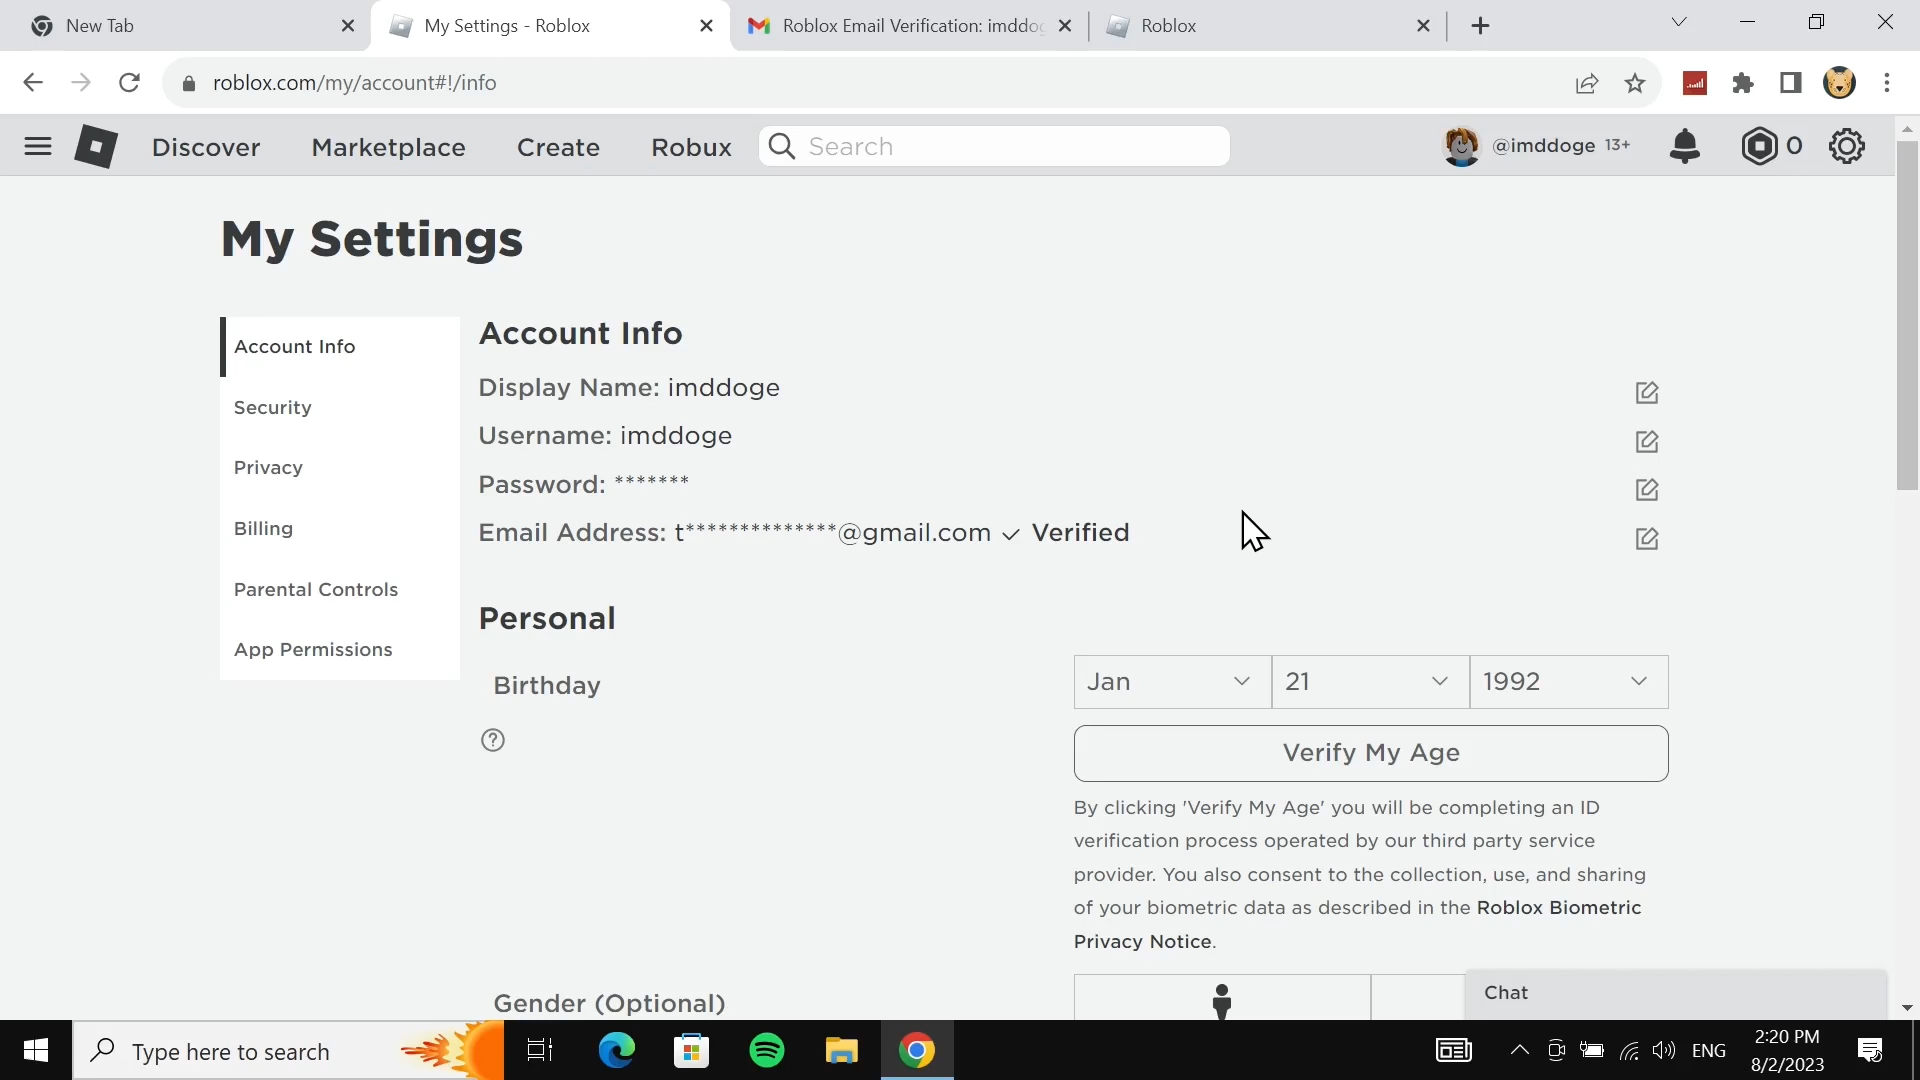 New Tab
My Settings - Roblox
Roblox Email Verification: imddo
Roblox
roblox.com/my/account#!/info
Discover
Marketplace
Create
Robux
Search
@imddoge 13+
0
My Settings
Account Info
Security
Privacy
Billing
Parental Controls
App Permissions
Account Info
Display Name: imddoge
Username: imddoge
Password: *******
Email Address: t**************@gmail.com ✓ Verified
Personal
Birthday
Jan
21
1992
Verify My Age
By clicking 'Verify My Age' you will be completing an ID
verification process operated by our third party service
provider. You also consent to the collection, use, and sharing
of your biometric data as described in the Roblox Biometric
Privacy Notice.
Gender (Optional)
Chat
Type here to search
ENG
2:20 PM
8/2/2023